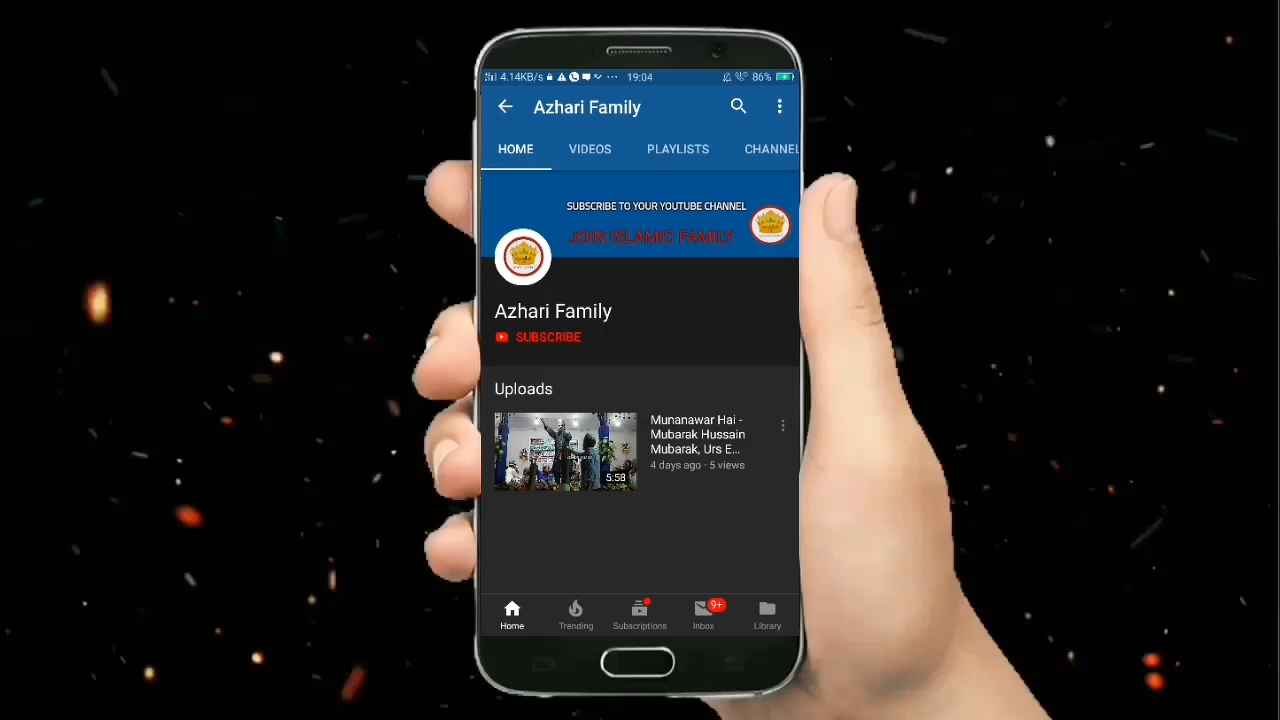 4.14KB/s 19:04 86%
Azhari Family
HOME VIDEOS PLAYLISTS CHANNEL
SUBSCRIBE TO YOUR YOUTUBE CHANNEL
JOIN ISLAMIC FAMILY
Azhari Family
SUBSCRIBE
Uploads
Munanawar Hai -
Mubarak Hussain
Mubarak, Urs E...
4 days ago · 5 views
5:58
9+
Home Trending Subscriptions Inbox Library